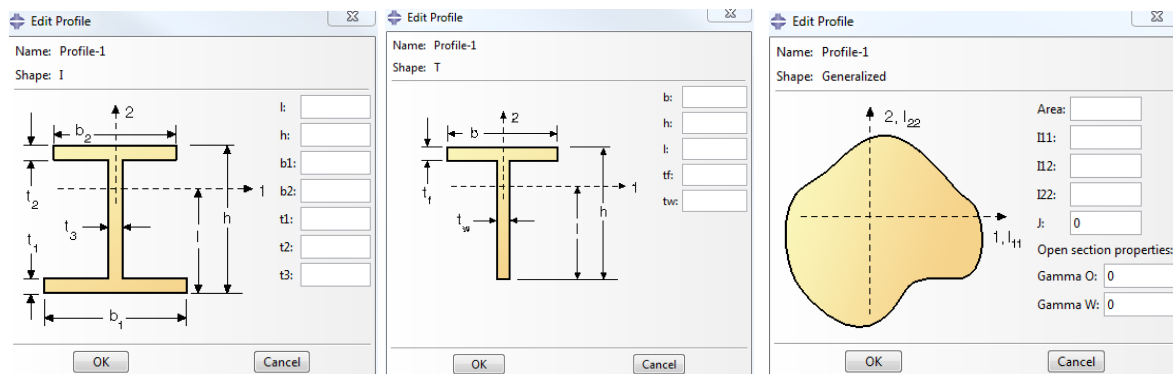 Edit Profile
Name: Profile-1
Shape: I
2
b2
t2
1
t3
h
t1
b1
l:
h:
b1:
b2:
t1:
t2:
t3:
OK Cancel
Edit Profile
Name: Profile-1
Shape: T
b 2
tf
1
tw
h
b:
h:
l:
tf:
tw:
OK Cancel
Edit Profile
Name: Profile-1
Shape: Generalized
2, I22
1, I11
Area:
I11:
I12:
I22:
J: 0
Open section properties:
Gamma O: 0
Gamma W: 0
OK Cancel